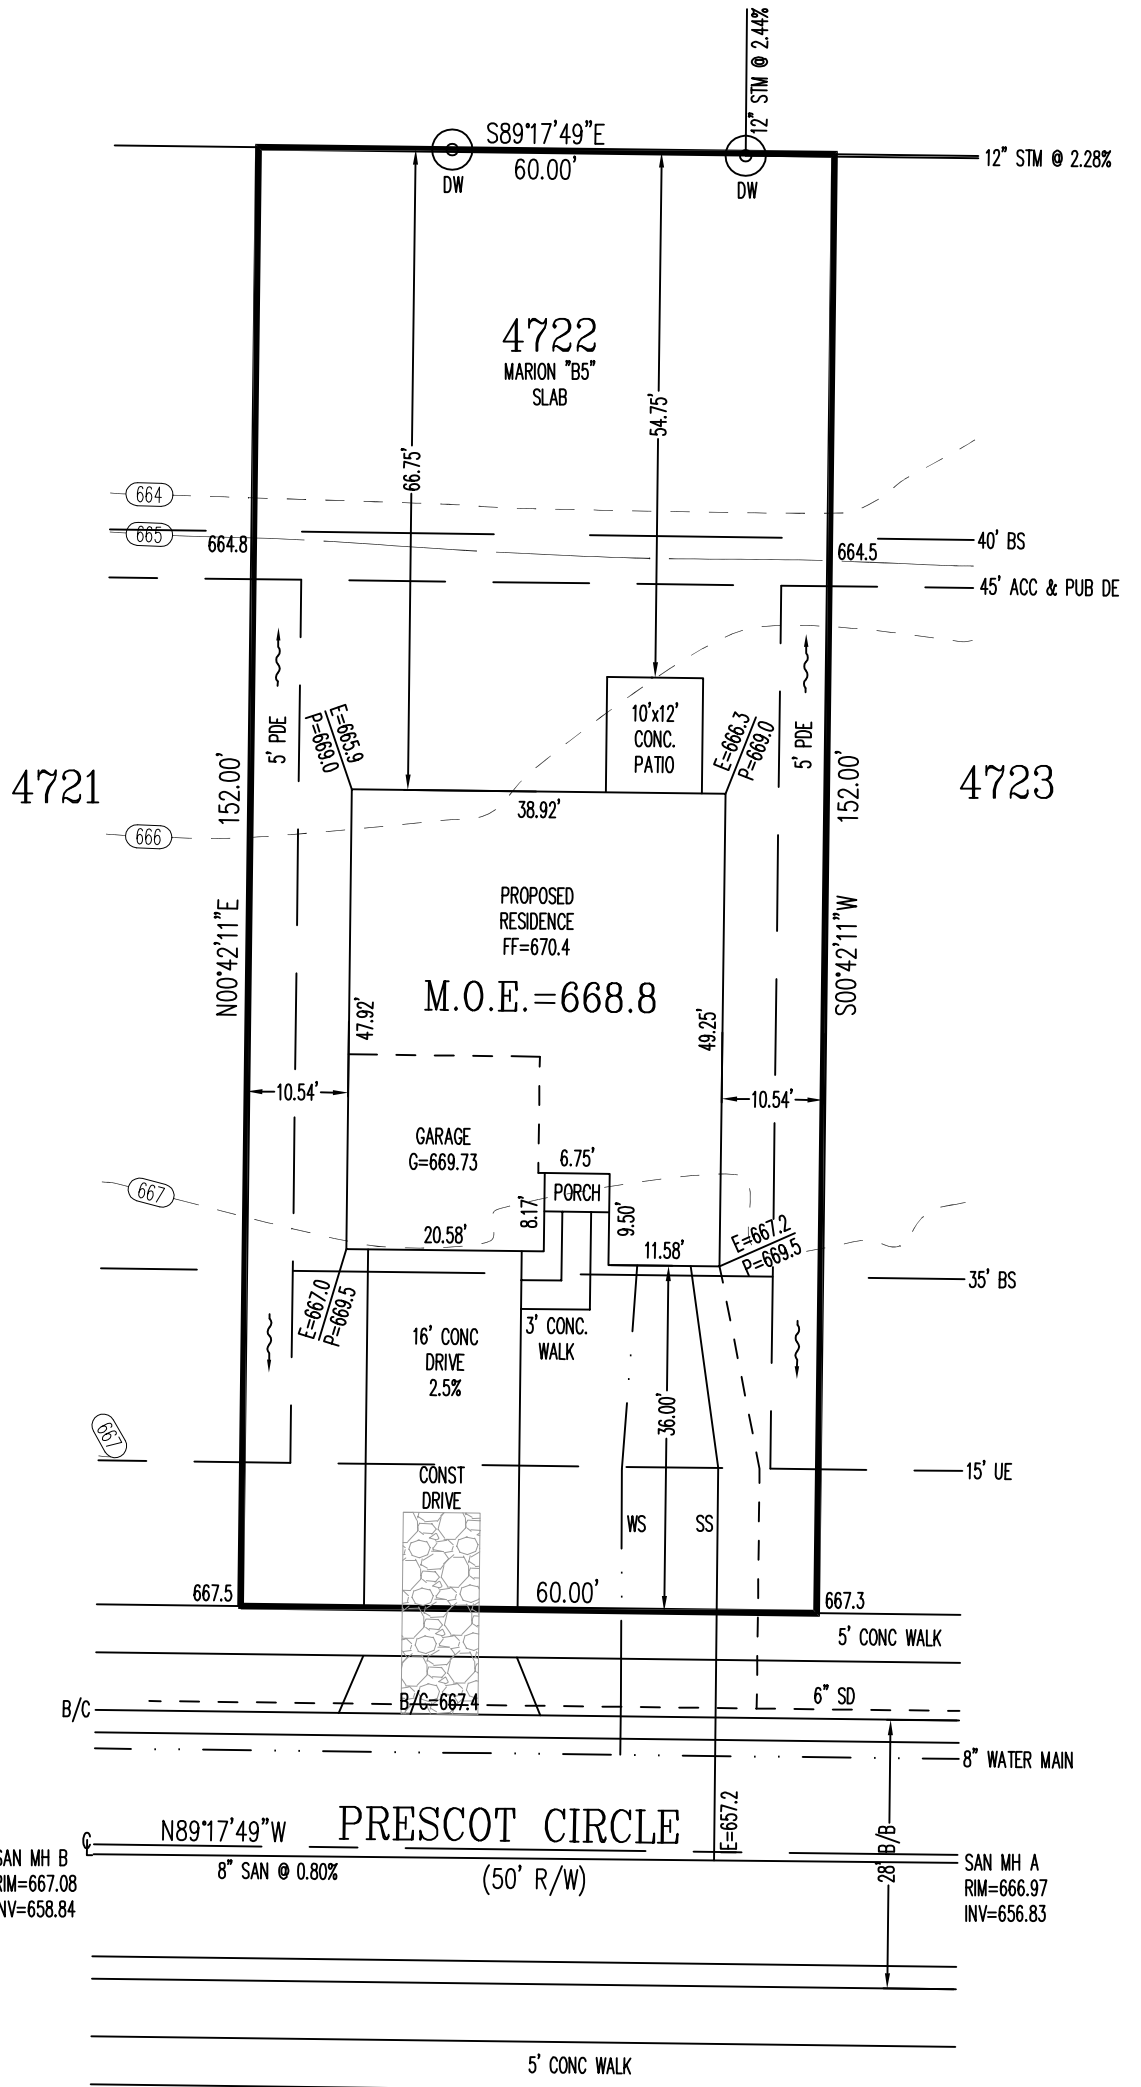 12" STM @ 2.44%
S89°17'49"E
60.00'
12" STM @ 2.28%
DW
DW
4722
MARION "B5"
SLAB
66.75'
54.75'
664
665
664.8
664.5
40' BS
45' ACC & PUB DE
5' PDE
5' PDE
E=665.9
P=669.0
E=666.3
P=669.0
10'x12'
CONC.
PATIO
4721
4723
152.00'
152.00'
38.92'
666
PROPOSED
RESIDENCE
FF=670.4
M.O.E.=668.8
N00°42'11"E
S00°42'11"W
47.92'
49.25'
10.54'
10.54'
GARAGE
G=669.73
6.75'
PORCH
667
8.17'
9.50'
20.58'
11.58'
E=667.2
P=669.5
35' BS
E=667.0
P=669.5
16' CONC
DRIVE
2.5%
3' CONC.
WALK
36.00'
667
15' UE
CONST
DRIVE
WS
SS
667.5
60.00'
667.3
5' CONC WALK
B/C
B/C=667.4
6" SD
8" WATER MAIN
E=657.2
N89°17'49"W
PRESCOT CIRCLE
(50' R/W)
28' B/B
8" SAN @ 0.80%
SAN MH B
RIM=667.08
INV=658.84
SAN MH A
RIM=666.97
INV=656.83
5' CONC WALK